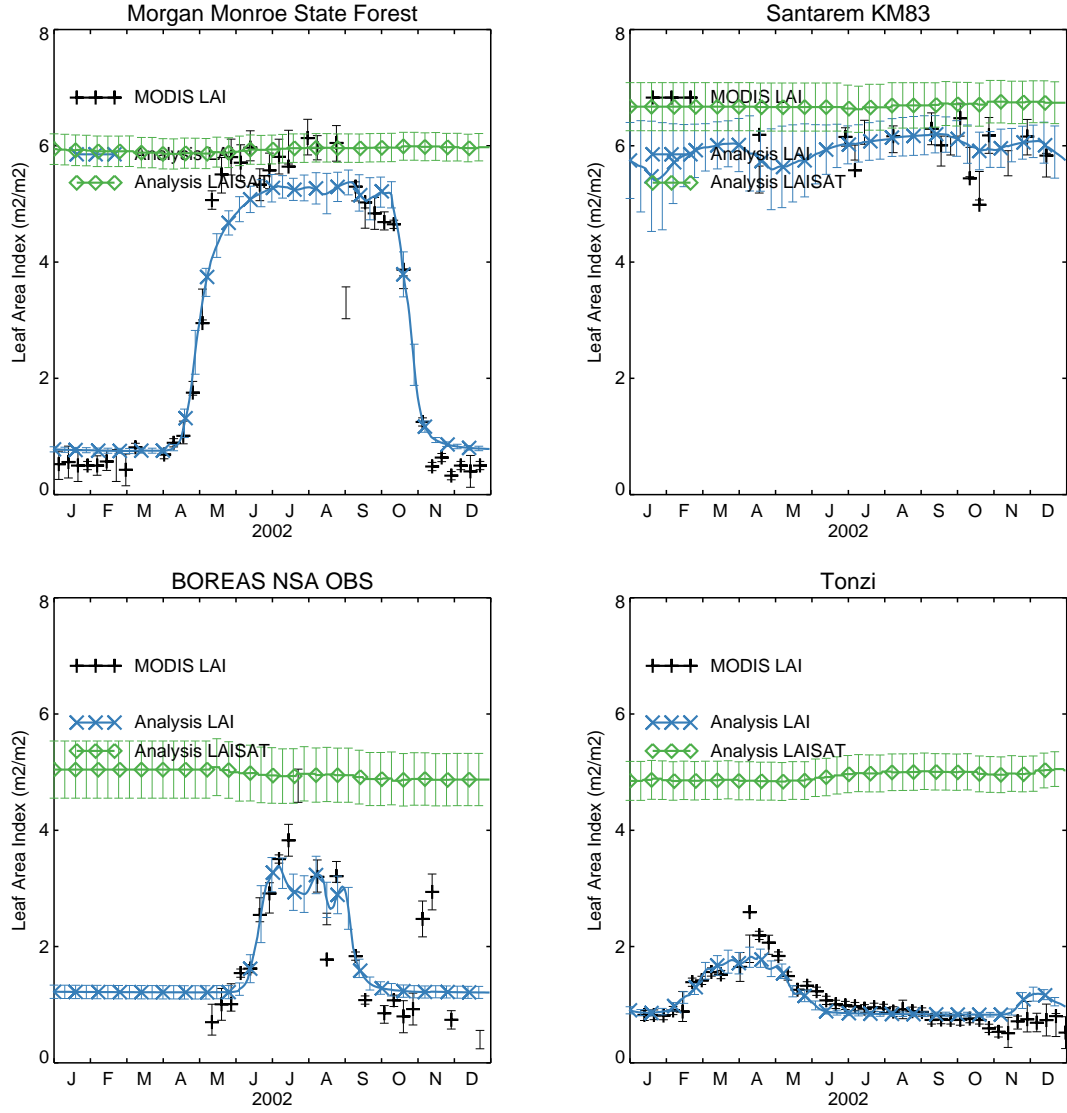 Morgan Monroe State Forest
8
6
4
2
0
Leaf Area Index (m2/m2)
MODIS LAI
Analysis LAI
Analysis LAISAT
J F M A M J J A S O N D
2002
Santarem KM83
8
6
4
2
0
Leaf Area Index (m2/m2)
MODIS LAI
Analysis LAI
Analysis LAISAT
J F M A M J J A S O N D
2002
BOREAS NSA OBS
8
6
4
2
0
Leaf Area Index (m2/m2)
MODIS LAI
Analysis LAI
Analysis LAISAT
J F M A M J J A S O N D
2002
Tonzi
8
6
4
2
0
Leaf Area Index (m2/m2)
MODIS LAI
Analysis LAI
Analysis LAISAT
J F M A M J J A S O N D
2002